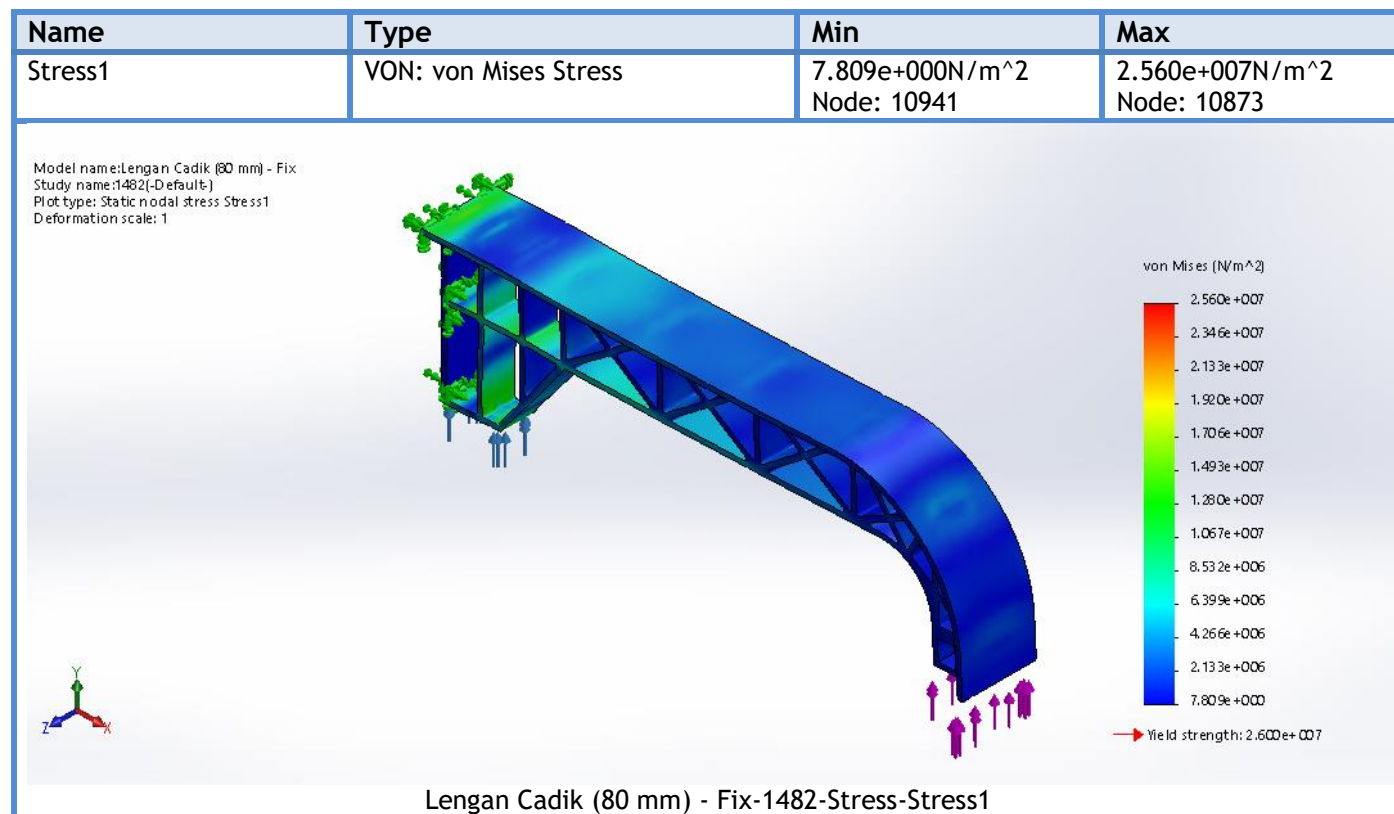 Name Type Min Max
Stress1 VON: von Mises Stress 7.809e+000N/m^2 2.560e+007N/m^2
Node: 10941 Node: 10873
Model name:Lengan Cadik (80 mm) - Fix
Study name:1482(-Default-)
Plot type: Static nodal stress Stress1
Deformation scale: 1
von Mises (N/m^2)
2.560e+007
2.346e+007
2.133e+007
1.920e+007
1.706e+007
1.493e+007
1.280e+007
1.067e+007
8.532e+006
6.399e+006
4.266e+006
2.133e+006
7.809e+000
Yield strength: 2.600e+007
Y
Z X
Lengan Cadik (80 mm) - Fix-1482-Stress-Stress1